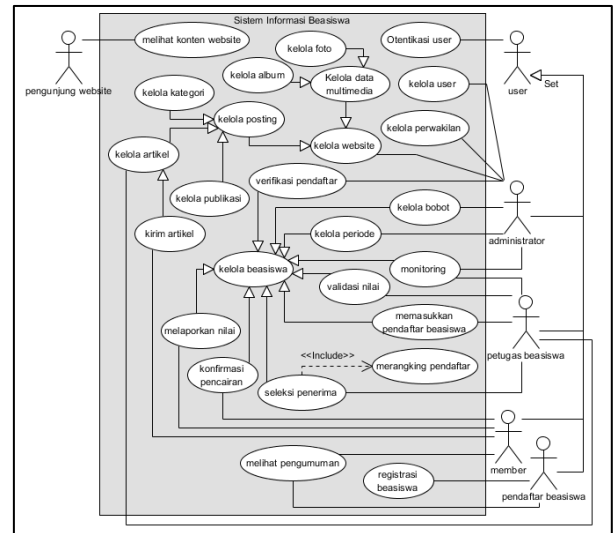 Sistem Informasi Beasiswa
melihat konten website
pengunjung website
kelola foto
Otentikasi user
user
Set
kelola album
Kelola data
multimedia
kelola user
kelola kategori
kelola posting
kelola perwakilan
kelola artikel
kelola website
verifikasi pendaftar
kelola publikasi
kelola bobot
kirim artikel
kelola periode
administrator
kelola beasiswa
monitoring
validasi nilai
melaporkan nilai
memasukkan
pendaftar beasiswa
petugas beasiswa
<<Include>>
konfirmasi
pencairan
merangking pendaftar
seleksi penerima
melihat pengumuman
member
registrasi
beasiswa
pendaftar beasiswa